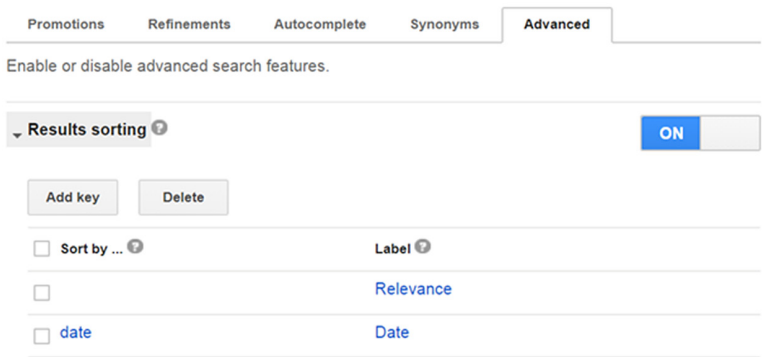 Promotions Refinements Autocomplete Synonyms Advanced
Enable or disable advanced search features.
Results sorting ? ON
Add key Delete
Sort by ... ? Label ?
Relevance
date Date